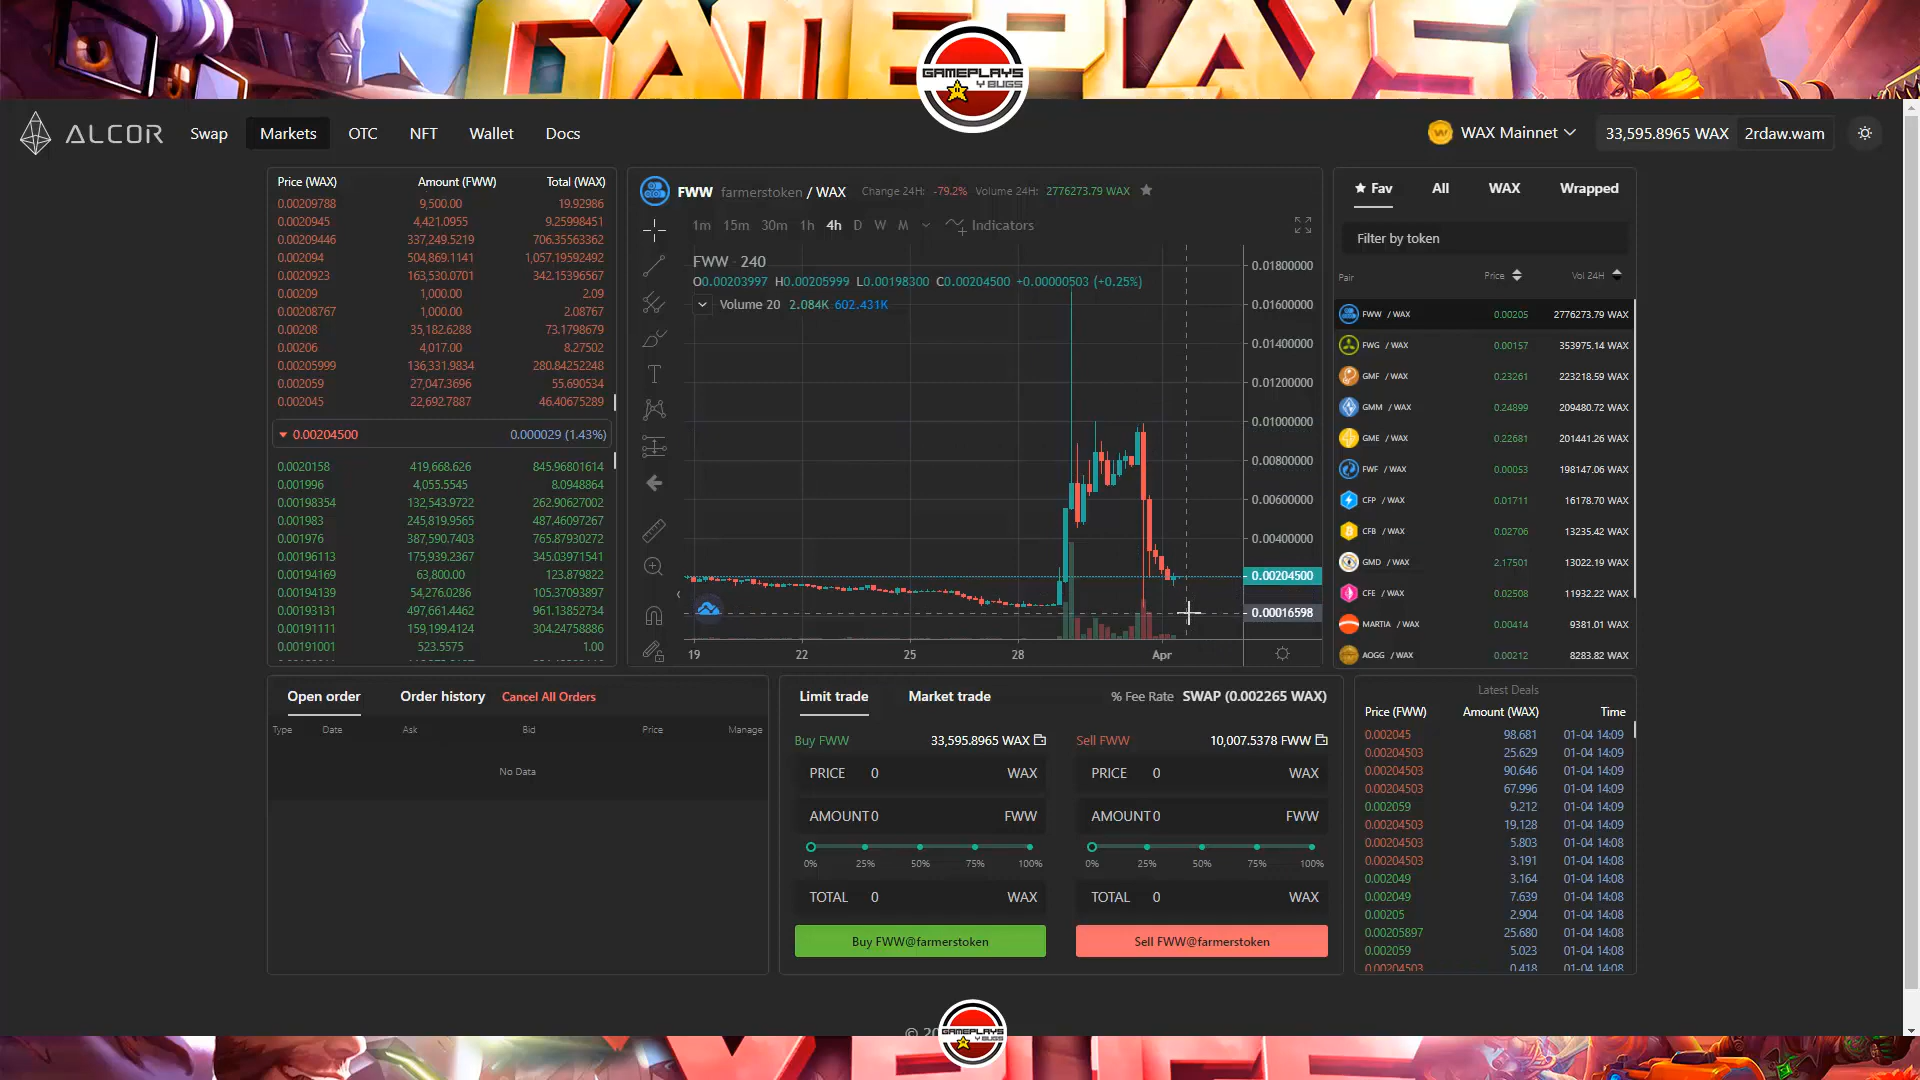 GAMEPLAYS
GAMEPLAYS
Y BUGS
ALCOR
Swap
Markets
OTC
NFT
Wallet
Docs
WAX Mainnet
33,595.8965 WAX
2rdaw.wam
Price (WAX) Amount (FWW) Total (WAX)
0.00209788 9,500.00 19.92986
0.0020945 4,421.0955 9.25998451
0.00209446 337,249.5219 706.35563362
0.002094 504,869.1141 1,057.19592492
0.0020923 163,530.0701 342.15396567
0.00209 1,000.00 2.09
0.00208767 1,000.00 2.08767
0.00208 35,182.6288 73.1798679
0.00206 4,017.00 8.27502
0.00205999 136,331.9834 280.84252248
0.002059 27,047.3696 55.690534
0.002045 22,692.7887 46.40675289
0.00204500 0.000029 (1.43%)
0.0020158 419,668.626 845.96801614
0.001996 4,055.5545 8.0948864
0.00198354 132,543.9722 262.90627002
0.001983 245,819.9565 487.46097267
0.001976 387,590.7403 765.87930272
0.00196113 175,939.2367 345.03971541
0.00194169 63,800.00 123.879822
0.00194139 54,276.0286 105.37093897
0.00193131 497,661.4462 961.13852734
0.00191111 159,199.4124 304.24758886
0.00191001 523.5575 1.00
FWW farmerstoken / WAX Change 24H: -79.2% Volume 24H: 2776273.79 WAX
1m 15m 30m 1h 4h D W M Indicators
FWW · 240
O0.00203997 H0.00205999 L0.00198300 C0.00204500 +0.00000503 (+0.25%)
Volume 20 2.084K 602.431K
0.01800000
0.01600000
0.01400000
0.01200000
0.01000000
0.00800000
0.00600000
0.00400000
0.00204500
0.00016598
19 22 25 28 Apr
Fav All WAX Wrapped
Filter by token
Pair Price Vol 24H
FWW / WAX 0.00205 2776273.79 WAX
FWG / WAX 0.00157 353975.14 WAX
GMF / WAX 0.23261 223218.59 WAX
GMM / WAX 0.24899 209480.72 WAX
GME / WAX 0.22681 201441.26 WAX
FWF / WAX 0.00053 198147.06 WAX
CFP / WAX 0.01711 16178.70 WAX
CFB / WAX 0.02706 13235.42 WAX
GMD / WAX 2.17501 13022.19 WAX
CFE / WAX 0.02508 11932.22 WAX
MARTIA / WAX 0.00414 9381.01 WAX
AOGG / WAX 0.00212 8283.82 WAX
Open order Order history Cancel All Orders
Type Date Ask Bid Price Manage
No Data
Limit trade Market trade % Fee Rate SWAP (0.002265 WAX)
Buy FWW 33,595.8965 WAX
PRICE 0 WAX
AMOUNT 0 FWW
0% 25% 50% 75% 100%
TOTAL 0 WAX
Buy FWW@farmerstoken
Sell FWW 10,007.5378 FWW
PRICE 0 WAX
AMOUNT 0 FWW
0% 25% 50% 75% 100%
TOTAL 0 WAX
Sell FWW@farmerstoken
Latest Deals
Price (FWW) Amount (WAX) Time
0.002045 98.681 01-04 14:09
0.00204503 25.629 01-04 14:09
0.00204503 90.646 01-04 14:09
0.00204503 67.996 01-04 14:09
0.002059 9.212 01-04 14:09
0.00204503 19.128 01-04 14:09
0.00204503 5.803 01-04 14:08
0.00204503 3.191 01-04 14:08
0.002049 3.164 01-04 14:08
0.002049 7.639 01-04 14:08
0.00205 2.904 01-04 14:08
0.00205897 25.680 01-04 14:08
0.002059 5.023 01-04 14:08
0.00204503 0.418 01-04 14:08
© 20
GAMEPLAYS
Y BUGS